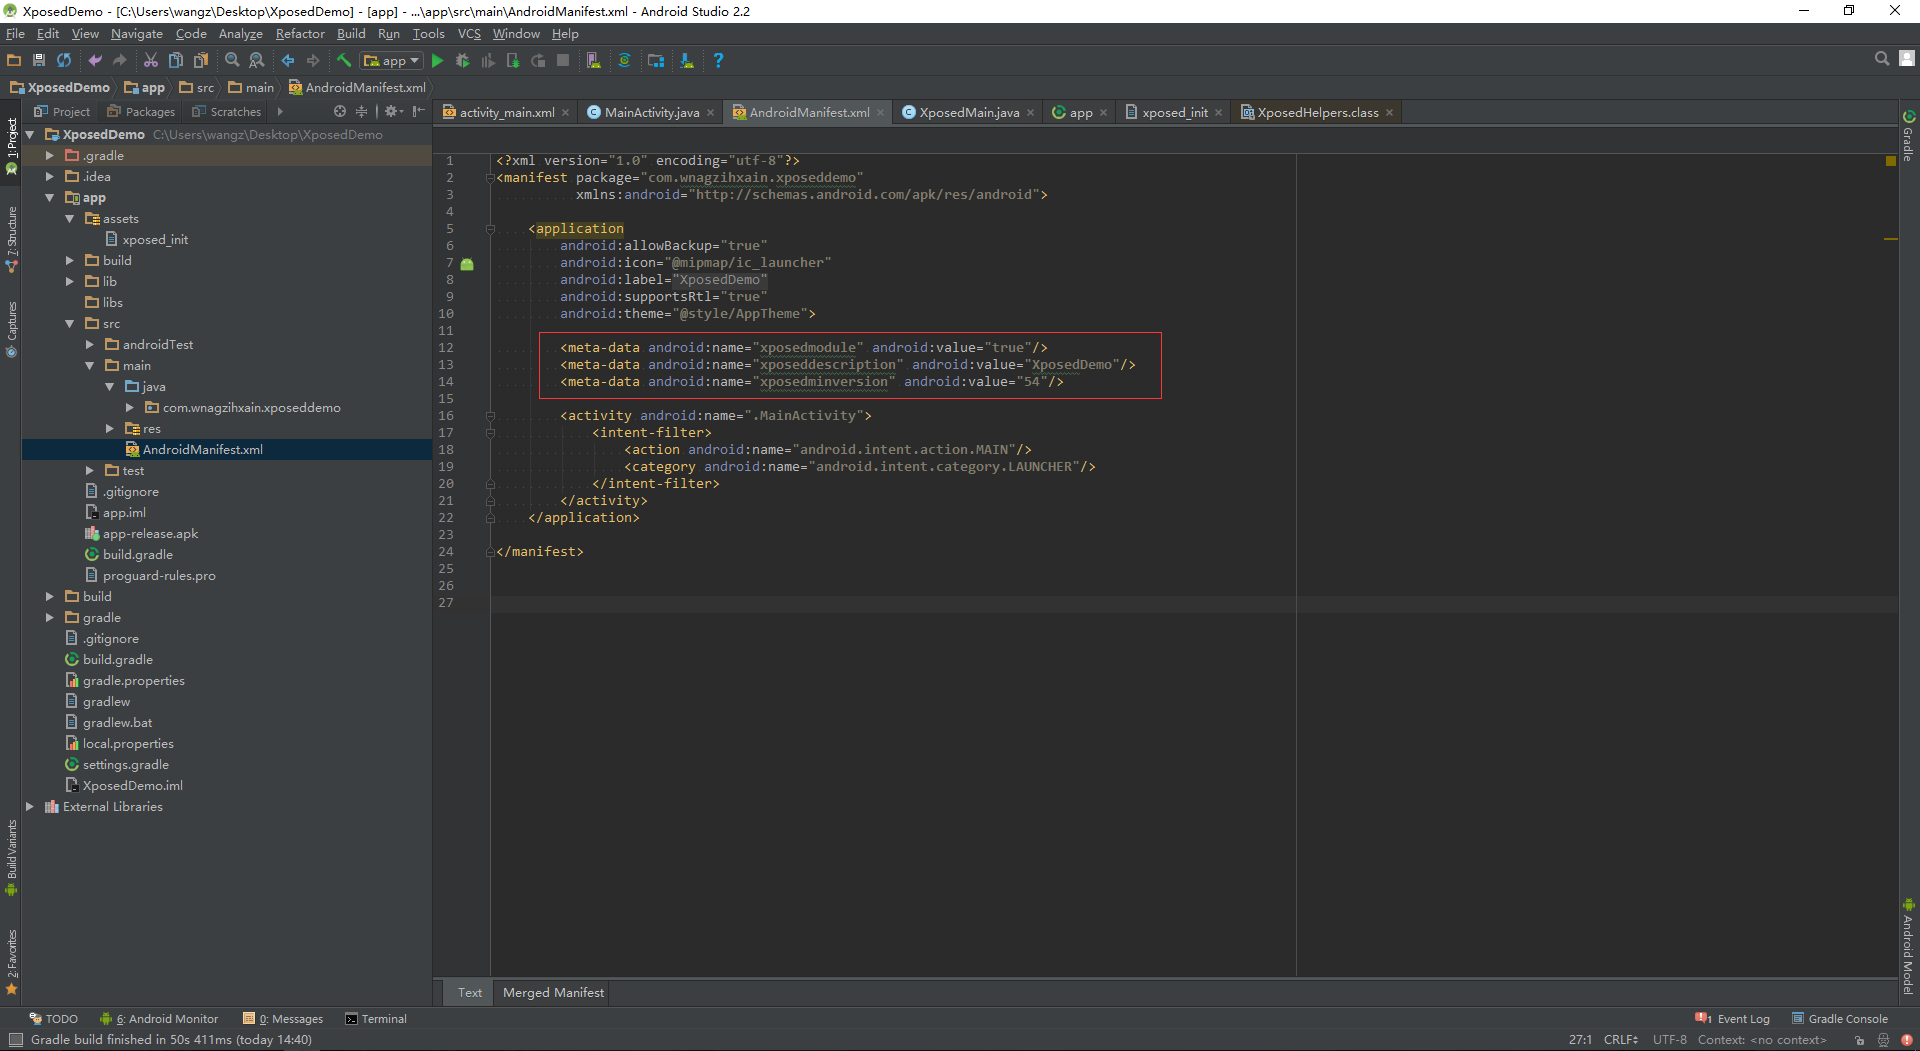 XposedDemo - [C:\Users\wangz\Desktop\XposedDemo] - [app] - ...\app\src\main\AndroidManifest.xml - Android Studio 2.2
File Edit View Navigate Code Analyze Refactor Build Run Tools VCS Window Help
app
XposedDemo app src main AndroidManifest.xml
Project Packages Scratches
activity_main.xml MainActivity.java AndroidManifest.xml XposedMain.java app xposed_init XposedHelpers.class
1: Project
7: Structure
Captures
Build Variants
2: Favorites
XposedDemo C:\Users\wangz\Desktop\XposedDemo
.gradle
.idea
app
assets
xposed_init
build
lib
libs
src
androidTest
main
java
com.wnagzihxain.xposeddemo
res
AndroidManifest.xml
test
.gitignore
app.iml
app-release.apk
build.gradle
proguard-rules.pro
build
gradle
.gitignore
build.gradle
gradle.properties
gradlew
gradlew.bat
local.properties
settings.gradle
XposedDemo.iml
External Libraries
1 <?xml version="1.0" encoding="utf-8"?>
2 <manifest package="com.wnagzihxain.xposeddemo"
3 xmlns:android="http://schemas.android.com/apk/res/android">
4
5 <application
6 android:allowBackup="true"
7 android:icon="@mipmap/ic_launcher"
8 android:label="XposedDemo"
9 android:supportsRtl="true"
10 android:theme="@style/AppTheme">
11
12 <meta-data android:name="xposedmodule" android:value="true"/>
13 <meta-data android:name="xposeddescription" android:value="XposedDemo"/>
14 <meta-data android:name="xposedminversion" android:value="54"/>
15
16 <activity android:name=".MainActivity">
17 <intent-filter>
18 <action android:name="android.intent.action.MAIN"/>
19 <category android:name="android.intent.category.LAUNCHER"/>
20 </intent-filter>
21 </activity>
22 </application>
23
24 </manifest>
25
26
27
Gradle
Android Model
Text Merged Manifest
TODO 6: Android Monitor 0: Messages Terminal 1 Event Log Gradle Console
Gradle build finished in 50s 411ms (today 14:40) 27:1 CRLF UTF-8 Context: <no context>